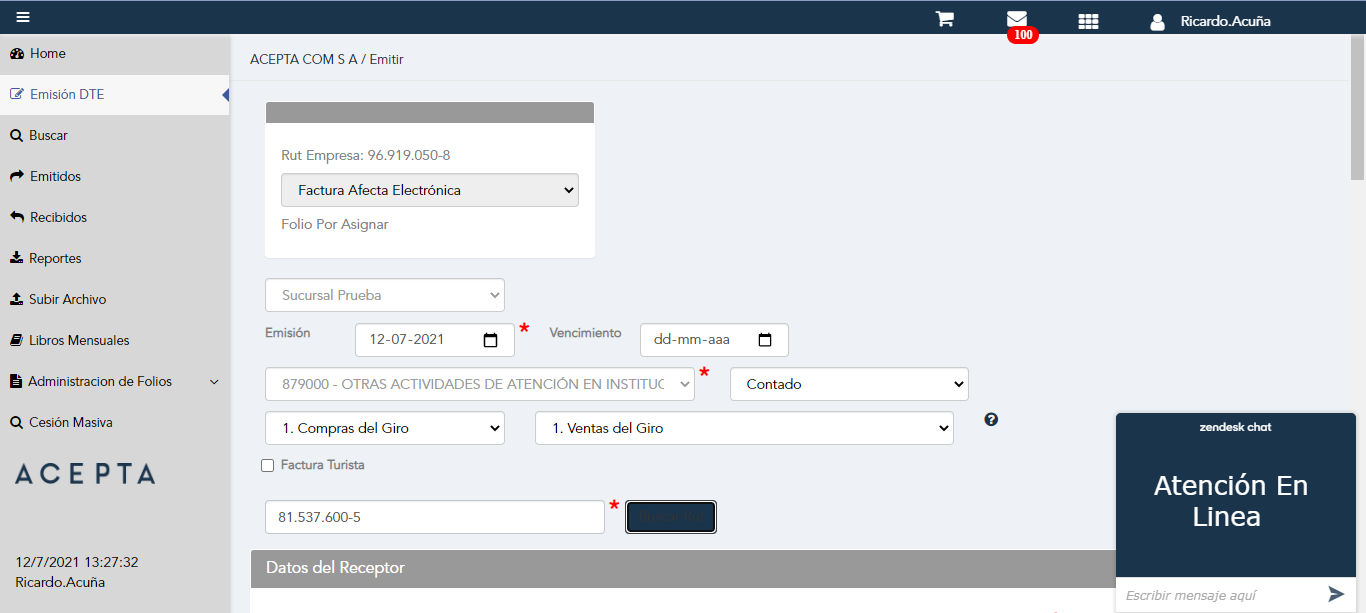 Ricardo.Acuña
100
Home
Emisión DTE
Buscar
Emitidos
Recibidos
Reportes
Subir Archivo
Libros Mensuales
Administracion de Folios
Cesión Masiva
ACEPTA
12/7/2021 13:27:32
Ricardo.Acuña
ACEPTA COM S A / Emitir
Rut Empresa: 96.919.050-8
Factura Afecta Electrónica
Folio Por Asignar
Sucursal Prueba
Emisión 12-07-2021 * Vencimiento dd-mm-aaa
879000 - OTRAS ACTIVIDADES DE ATENCIÓN EN INSTITUC * Contado
1. Compras del Giro 1. Ventas del Giro
Factura Turista
81.537.600-5 *
Datos del Receptor
zendesk chat
Atención En
Linea
Escribir mensaje aquí